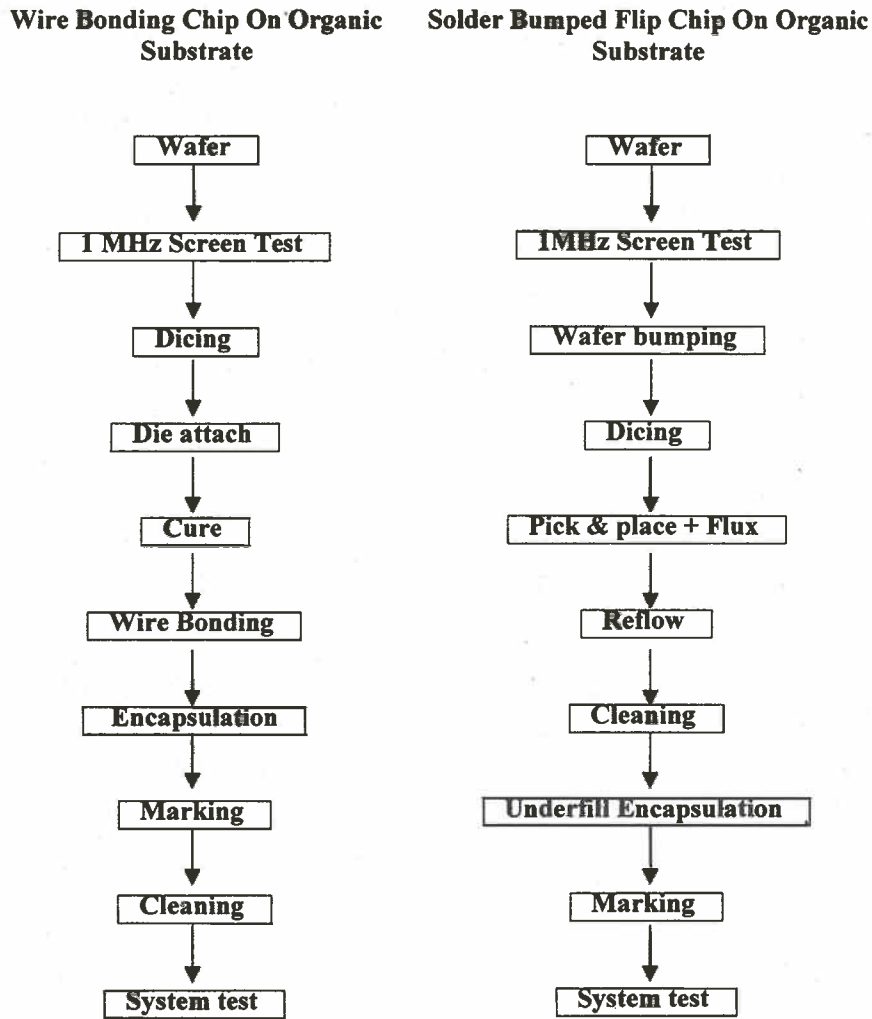 Wire Bonding Chip On Organic
Substrate
Wafer
1 MHz Screen Test
Dicing
Die attach
Cure
Wire Bonding
Encapsulation
Marking
Cleaning
System test
Solder Bumped Flip Chip On Organic
Substrate
Wafer
1MHz Screen Test
Wafer bumping
Dicing
Pick & place + Flux
Reflow
Cleaning
Underfill Encapsulation
Marking
System test